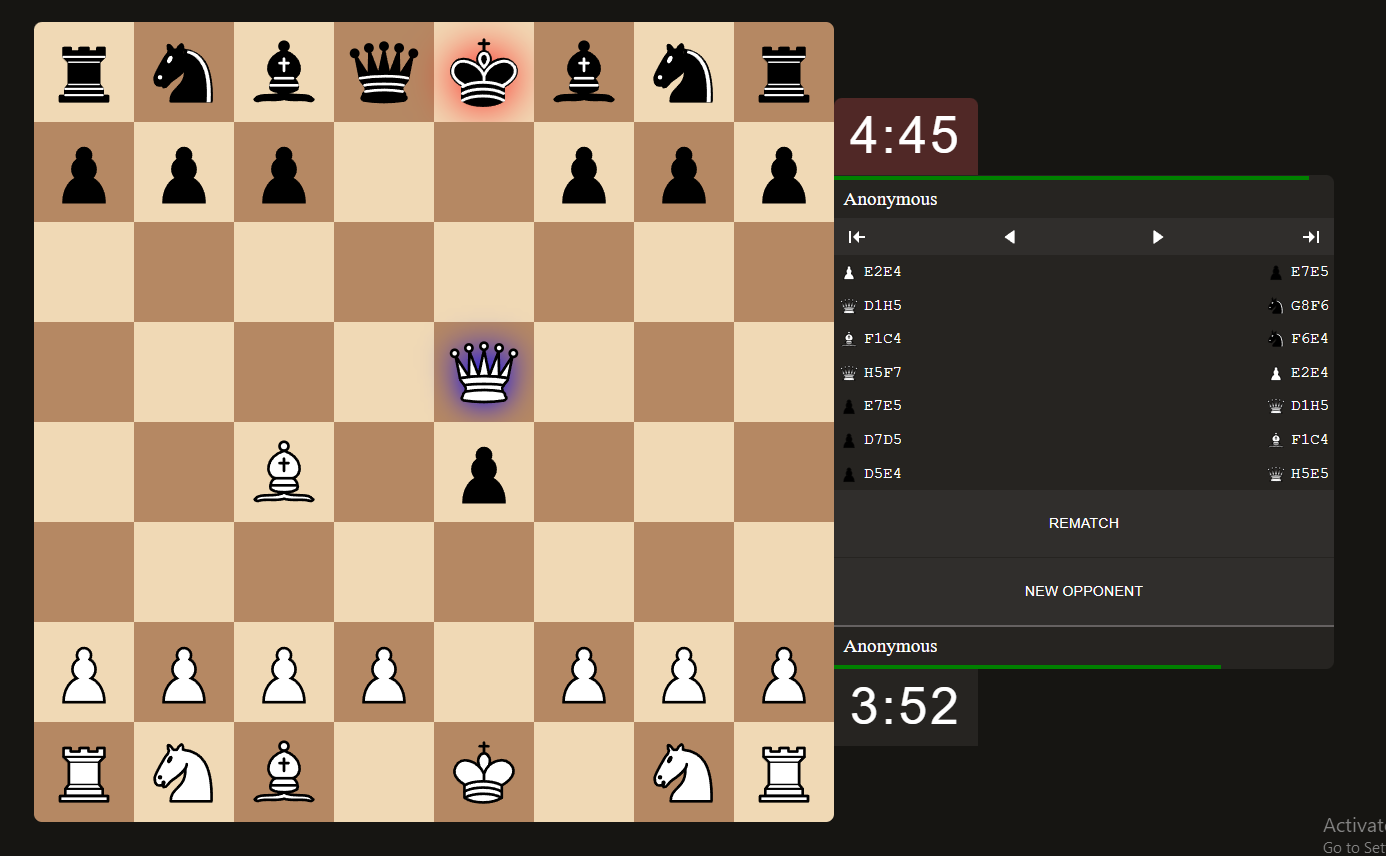 4:45
Anonymous
E2E4 E7E5
D1H5 G8F6
F1C4 F6E4
H5F7 E2E4
E7E5 D1H5
D7D5 F1C4
D5E4 H5E5
REMATCH
NEW OPPONENT
Anonymous
3:52
Activate
Go to Set